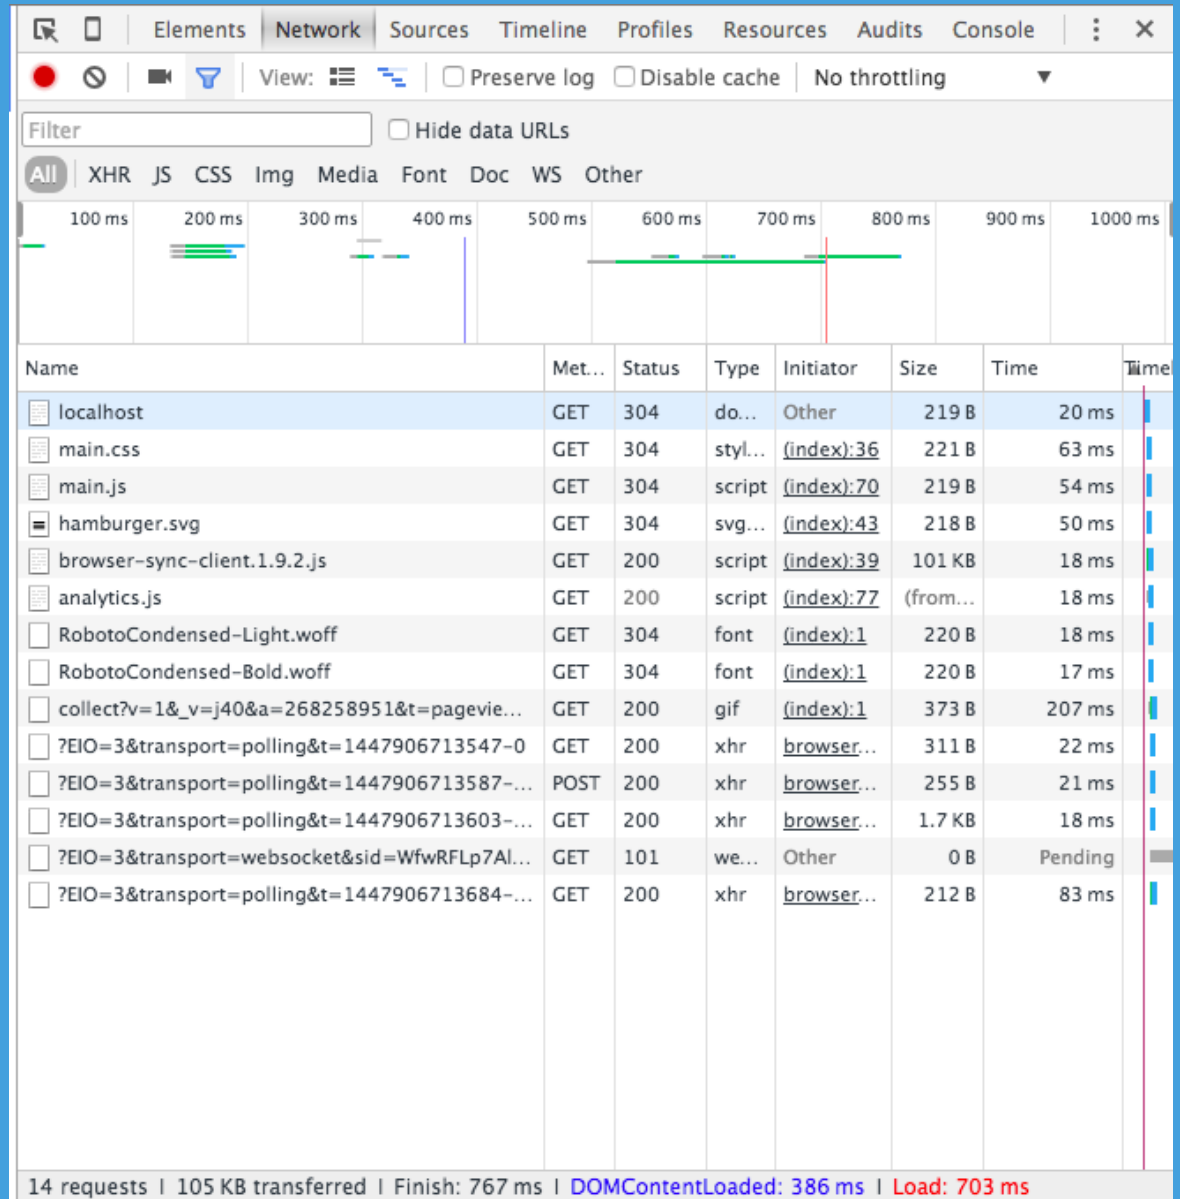 Elements Network Sources Timeline Profiles Resources Audits Console
View: Preserve log Disable cache No throttling
Filter Hide data URLs
All XHR JS CSS Img Media Font Doc WS Other
100 ms 200 ms 300 ms 400 ms 500 ms 600 ms 700 ms 800 ms 900 ms 1000 ms
Name Met... Status Type Initiator Size Time
localhost GET 304 do... Other 219 B 20 ms
main.css GET 304 styl... (index):36 221 B 63 ms
main.js GET 304 script (index):70 219 B 54 ms
hamburger.svg GET 304 svg... (index):43 218 B 50 ms
browser-sync-client.1.9.2.js GET 200 script (index):39 101 KB 18 ms
analytics.js GET 200 script (index):77 (from... 18 ms
RobotoCondensed-Light.woff GET 304 font (index):1 220 B 18 ms
RobotoCondensed-Bold.woff GET 304 font (index):1 220 B 17 ms
collect?v=1&_v=j40&a=268258951&t=pagevie... GET 200 gif (index):1 373 B 207 ms
?EIO=3&transport=polling&t=1447906713547-0 GET 200 xhr browser... 311 B 22 ms
?EIO=3&transport=polling&t=1447906713587-... POST 200 xhr browser... 255 B 21 ms
?EIO=3&transport=polling&t=1447906713603-... GET 200 xhr browser... 1.7 KB 18 ms
?EIO=3&transport=websocket&sid=WfwRFLp7Al... GET 101 we... Other 0 B Pending
?EIO=3&transport=polling&t=1447906713684-... GET 200 xhr browser... 212 B 83 ms
14 requests | 105 KB transferred | Finish: 767 ms | DOMContentLoaded: 386 ms | Load: 703 ms